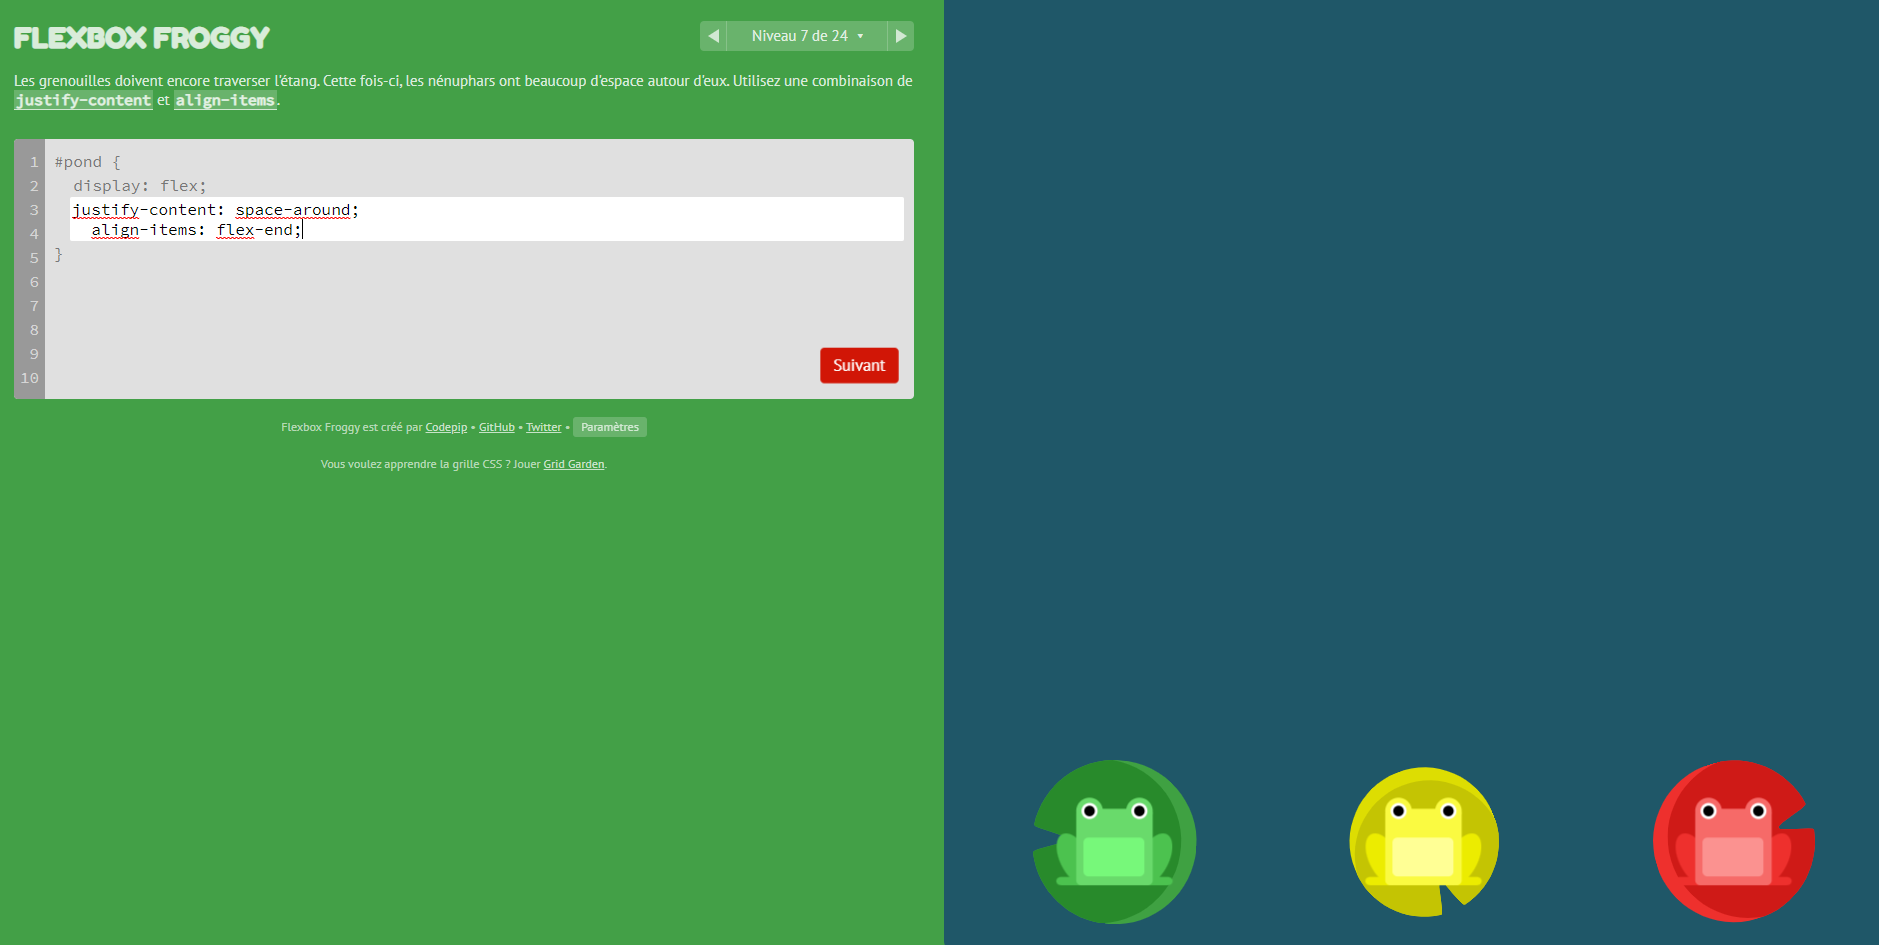 FLEXBOX FROGGY
Niveau 7 de 24
Les grenouilles doivent encore traverser l'étang. Cette fois-ci, les nénuphars ont beaucoup d'espace autour d'eux. Utilisez une combinaison de
justify-content et align-items.
1 #pond {
2 display: flex;
3 justify-content: space-around;
4 align-items: flex-end;
5 }
6
7
8
9
10
Suivant
Flexbox Froggy est créé par Codepip • GitHub • Twitter • Paramètres
Vous voulez apprendre la grille CSS ? Jouer Grid Garden.